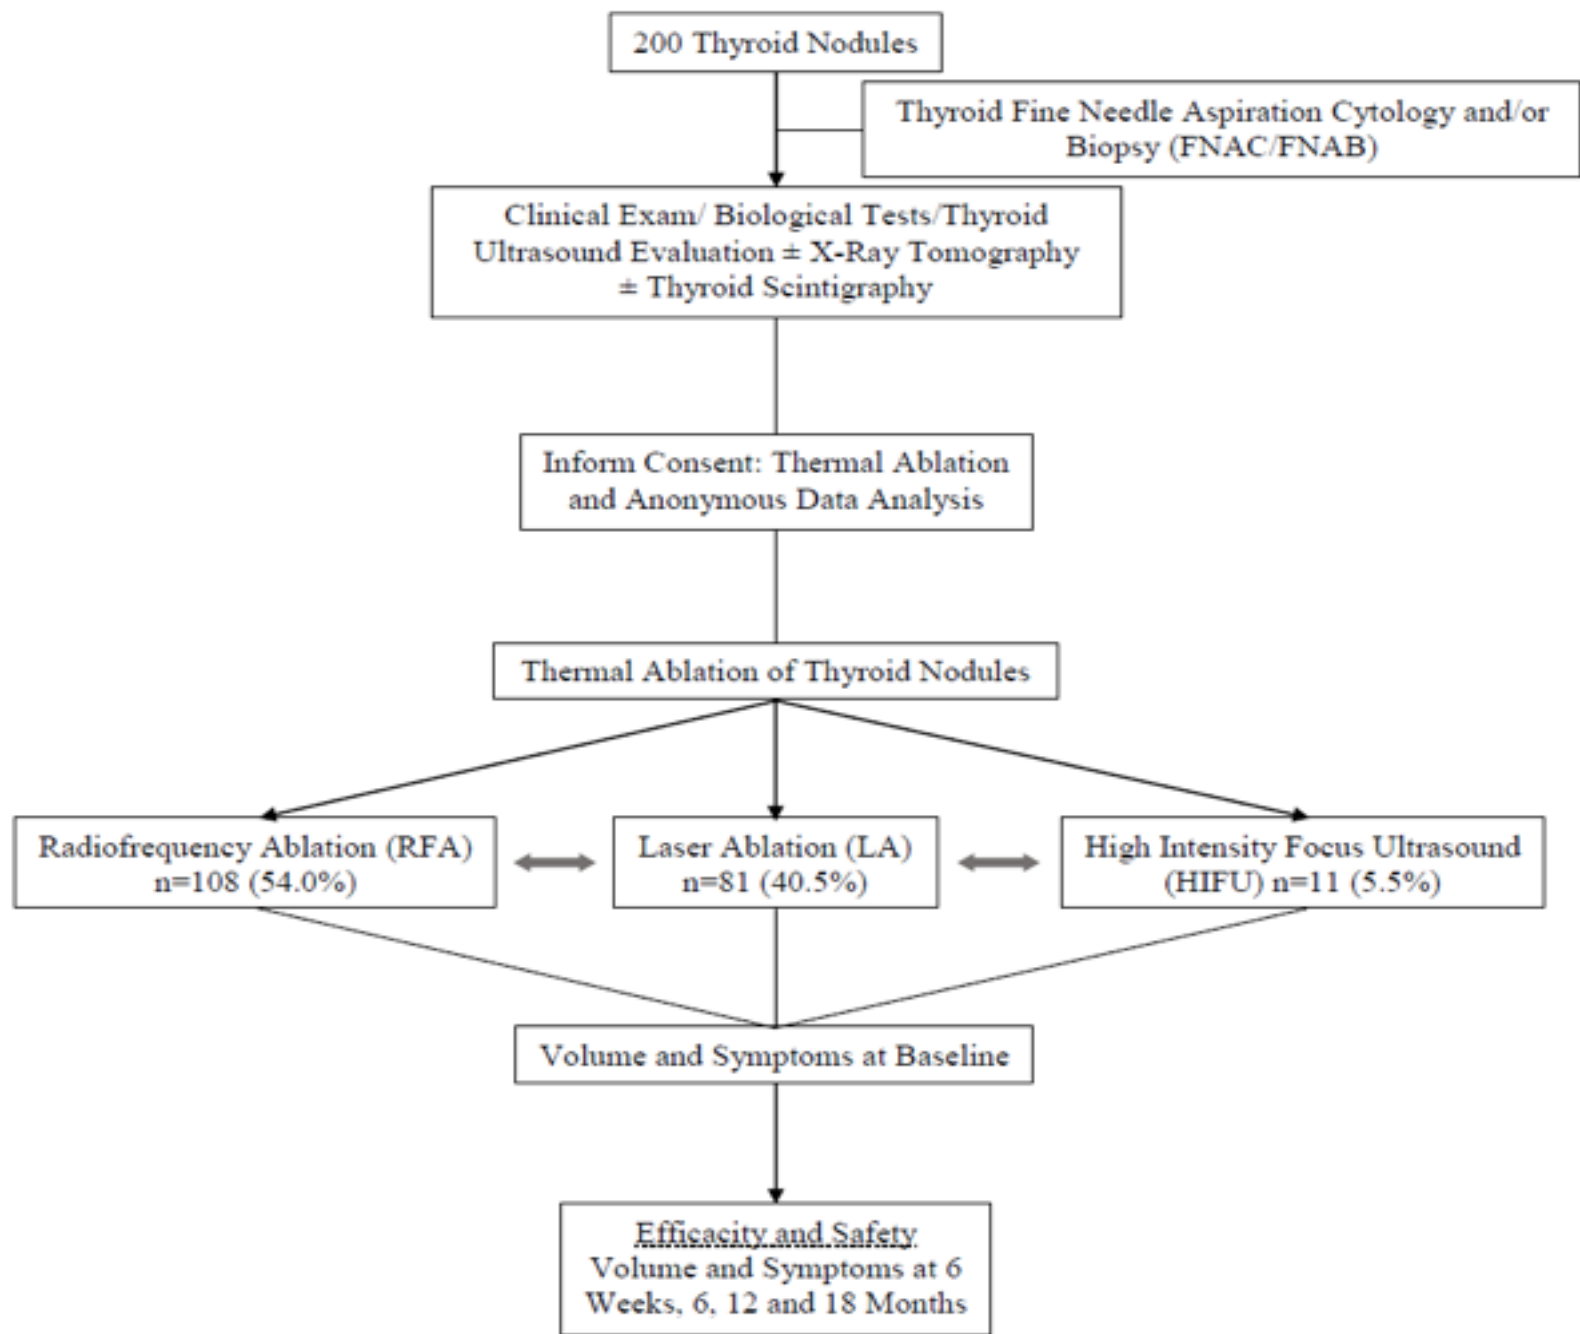 200 Thyroid Nodules
Thyroid Fine Needle Aspiration Cytology and/or
Biopsy (FNAC/FNAB)
Clinical Exam/ Biological Tests/Thyroid
Ultrasound Evaluation ± X-Ray Tomography
± Thyroid Scintigraphy
Inform Consent: Thermal Ablation
and Anonymous Data Analysis
Thermal Ablation of Thyroid Nodules
Radiofrequency Ablation (RFA)
n=108 (54.0%)
Laser Ablation (LA)
n=81 (40.5%)
High Intensity Focus Ultrasound
(HIFU) n=11 (5.5%)
Volume and Symptoms at Baseline
Efficacity and Safety
Volume and Symptoms at 6
Weeks, 6, 12 and 18 Months